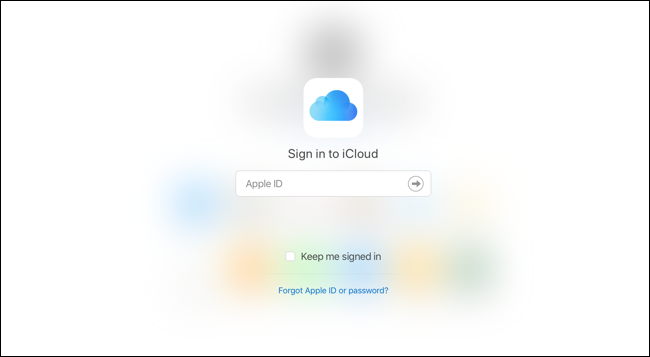 Sign in to iCloud
Apple ID
Keep me signed in
Forgot Apple ID or password?